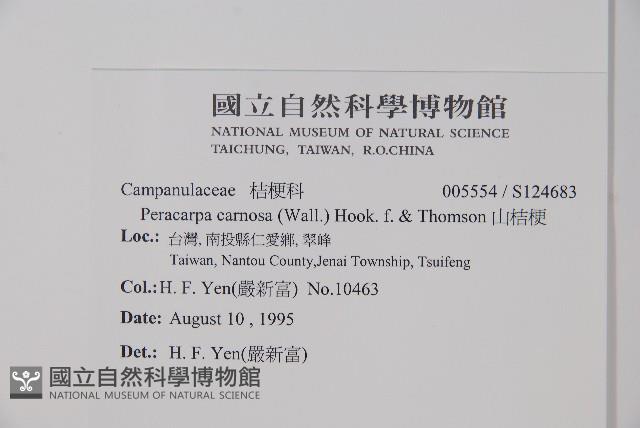 國立自然科學博物館
NATIONAL MUSEUM OF NATURAL SCIENCE
TAICHUNG, TAIWAN, R.O.CHINA
Campanulaceae 桔梗科 005554 / S124683
Peracarpa carnosa (Wall.) Hook. f. & Thomson 山桔梗
Loc.: 台灣, 南投縣仁愛鄉, 翠峰
Taiwan, Nantou County,Jenai Township, Tsuifeng
Col.: H. F. Yen(嚴新富) No.10463
Date: August 10 , 1995
Det.: H. F. Yen(嚴新富)
國立自然科學博物館
NATIONAL MUSEUM OF NATURAL SCIENCE